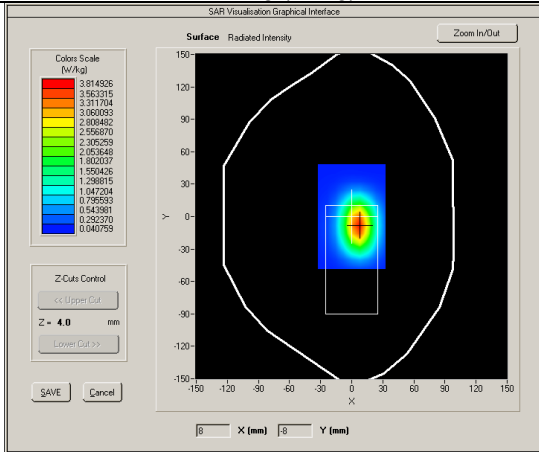 SAR Visualisation Graphical Interface
Surface Radiated Intensity
Zoom In/Out
Colors Scale
(W/kg)
3.814926
3.563315
3.311704
3.060093
2.808482
2.556870
2.305259
2.053648
1.802037
1.550426
1.298815
1.047204
0.795593
0.543981
0.292370
0.040759
Z-Cuts Control
<< Upper Cut
Z = 4.0 mm
Lower Cut >>
SAVE Cancel
150
120
90
60
30
0
-30
-60
-90
-120
-150
Y
-150 -120 -90 -60 -30 0 30 60 90 120 150
X
8 X (mm) -8 Y (mm)